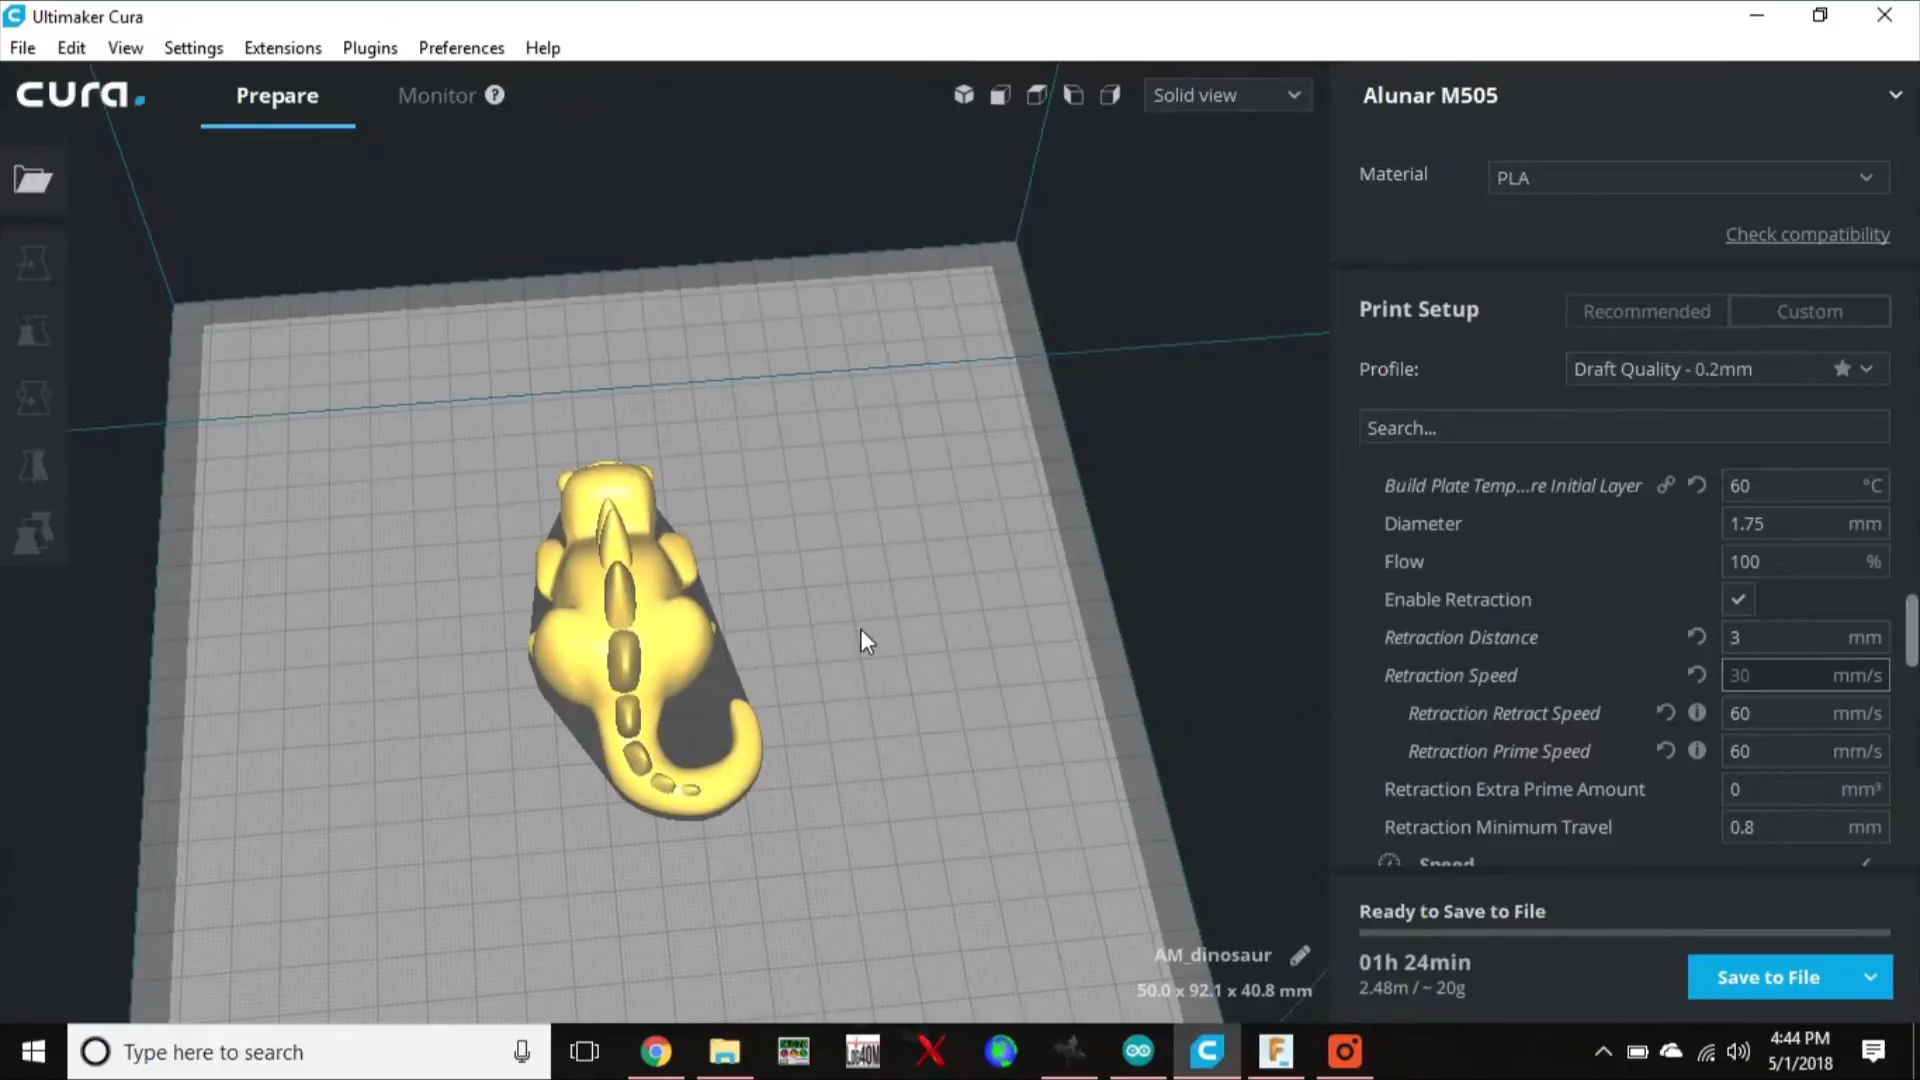 Ultimaker Cura
File Edit View Settings Extensions Plugins Preferences Help
cura. Prepare Monitor ? Solid view Alunar M505
Material PLA
Check compatibility
Print Setup Recommended Custom
Profile: Draft Quality - 0.2mm
Search...
Build Plate Temp...re Initial Layer 60 °C
Diameter 1.75 mm
Flow 100 %
Enable Retraction
Retraction Distance 3 mm
Retraction Speed 30 mm/s
Retraction Retract Speed 60 mm/s
Retraction Prime Speed 60 mm/s
Retraction Extra Prime Amount 0 mm³
Retraction Minimum Travel 0.8 mm
Speed
Ready to Save to File
AM_dinosaur
50.0 x 92.1 x 40.8 mm
01h 24min
2.48m / ~ 20g
Save to File
Type here to search
4:44 PM
5/1/2018